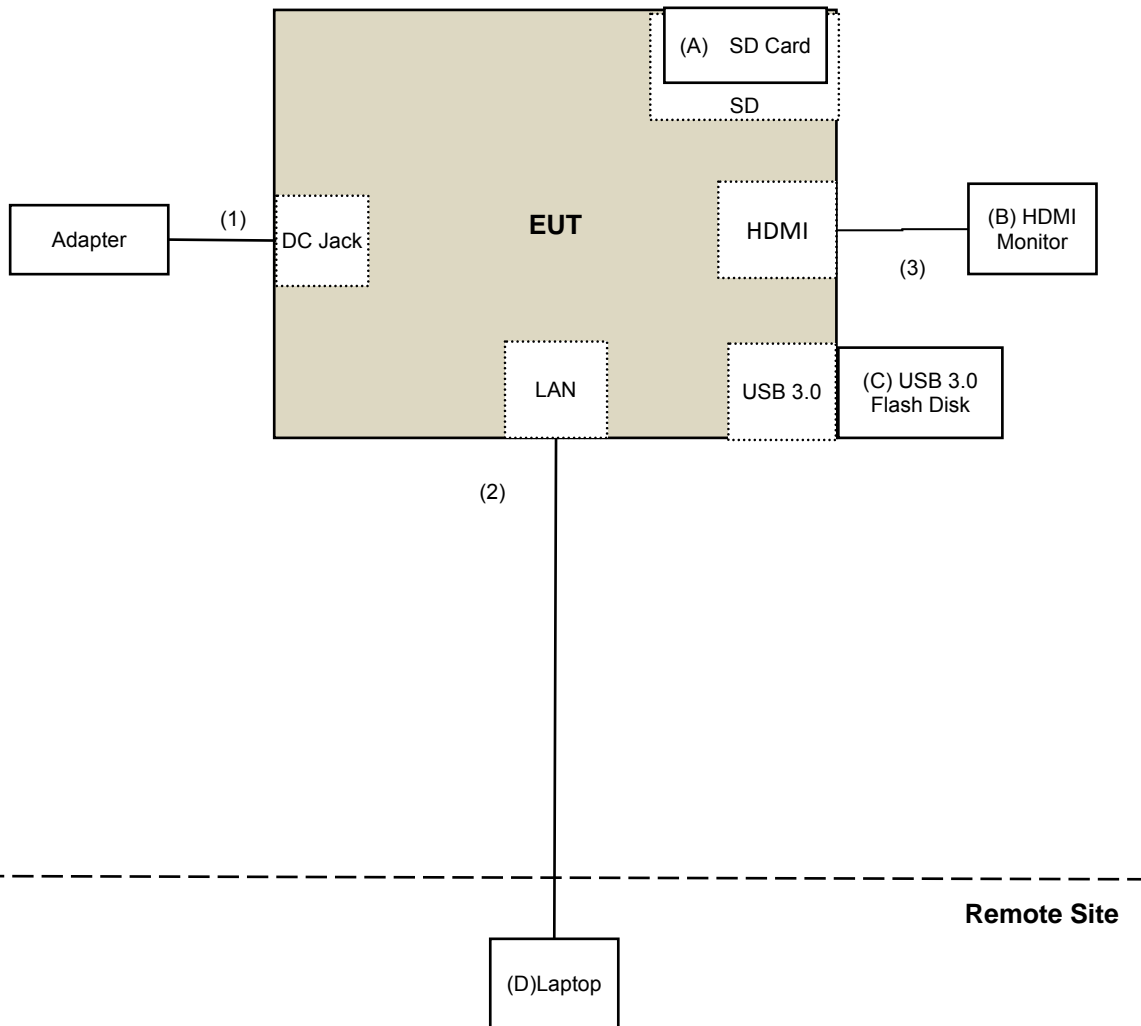 (A) SD Card
SD
(1)
Adapter
DC Jack
EUT
HDMI
(B) HDMI
Monitor
(3)
LAN
USB 3.0
(C) USB 3.0
Flash Disk
(2)
Remote Site
(D)Laptop